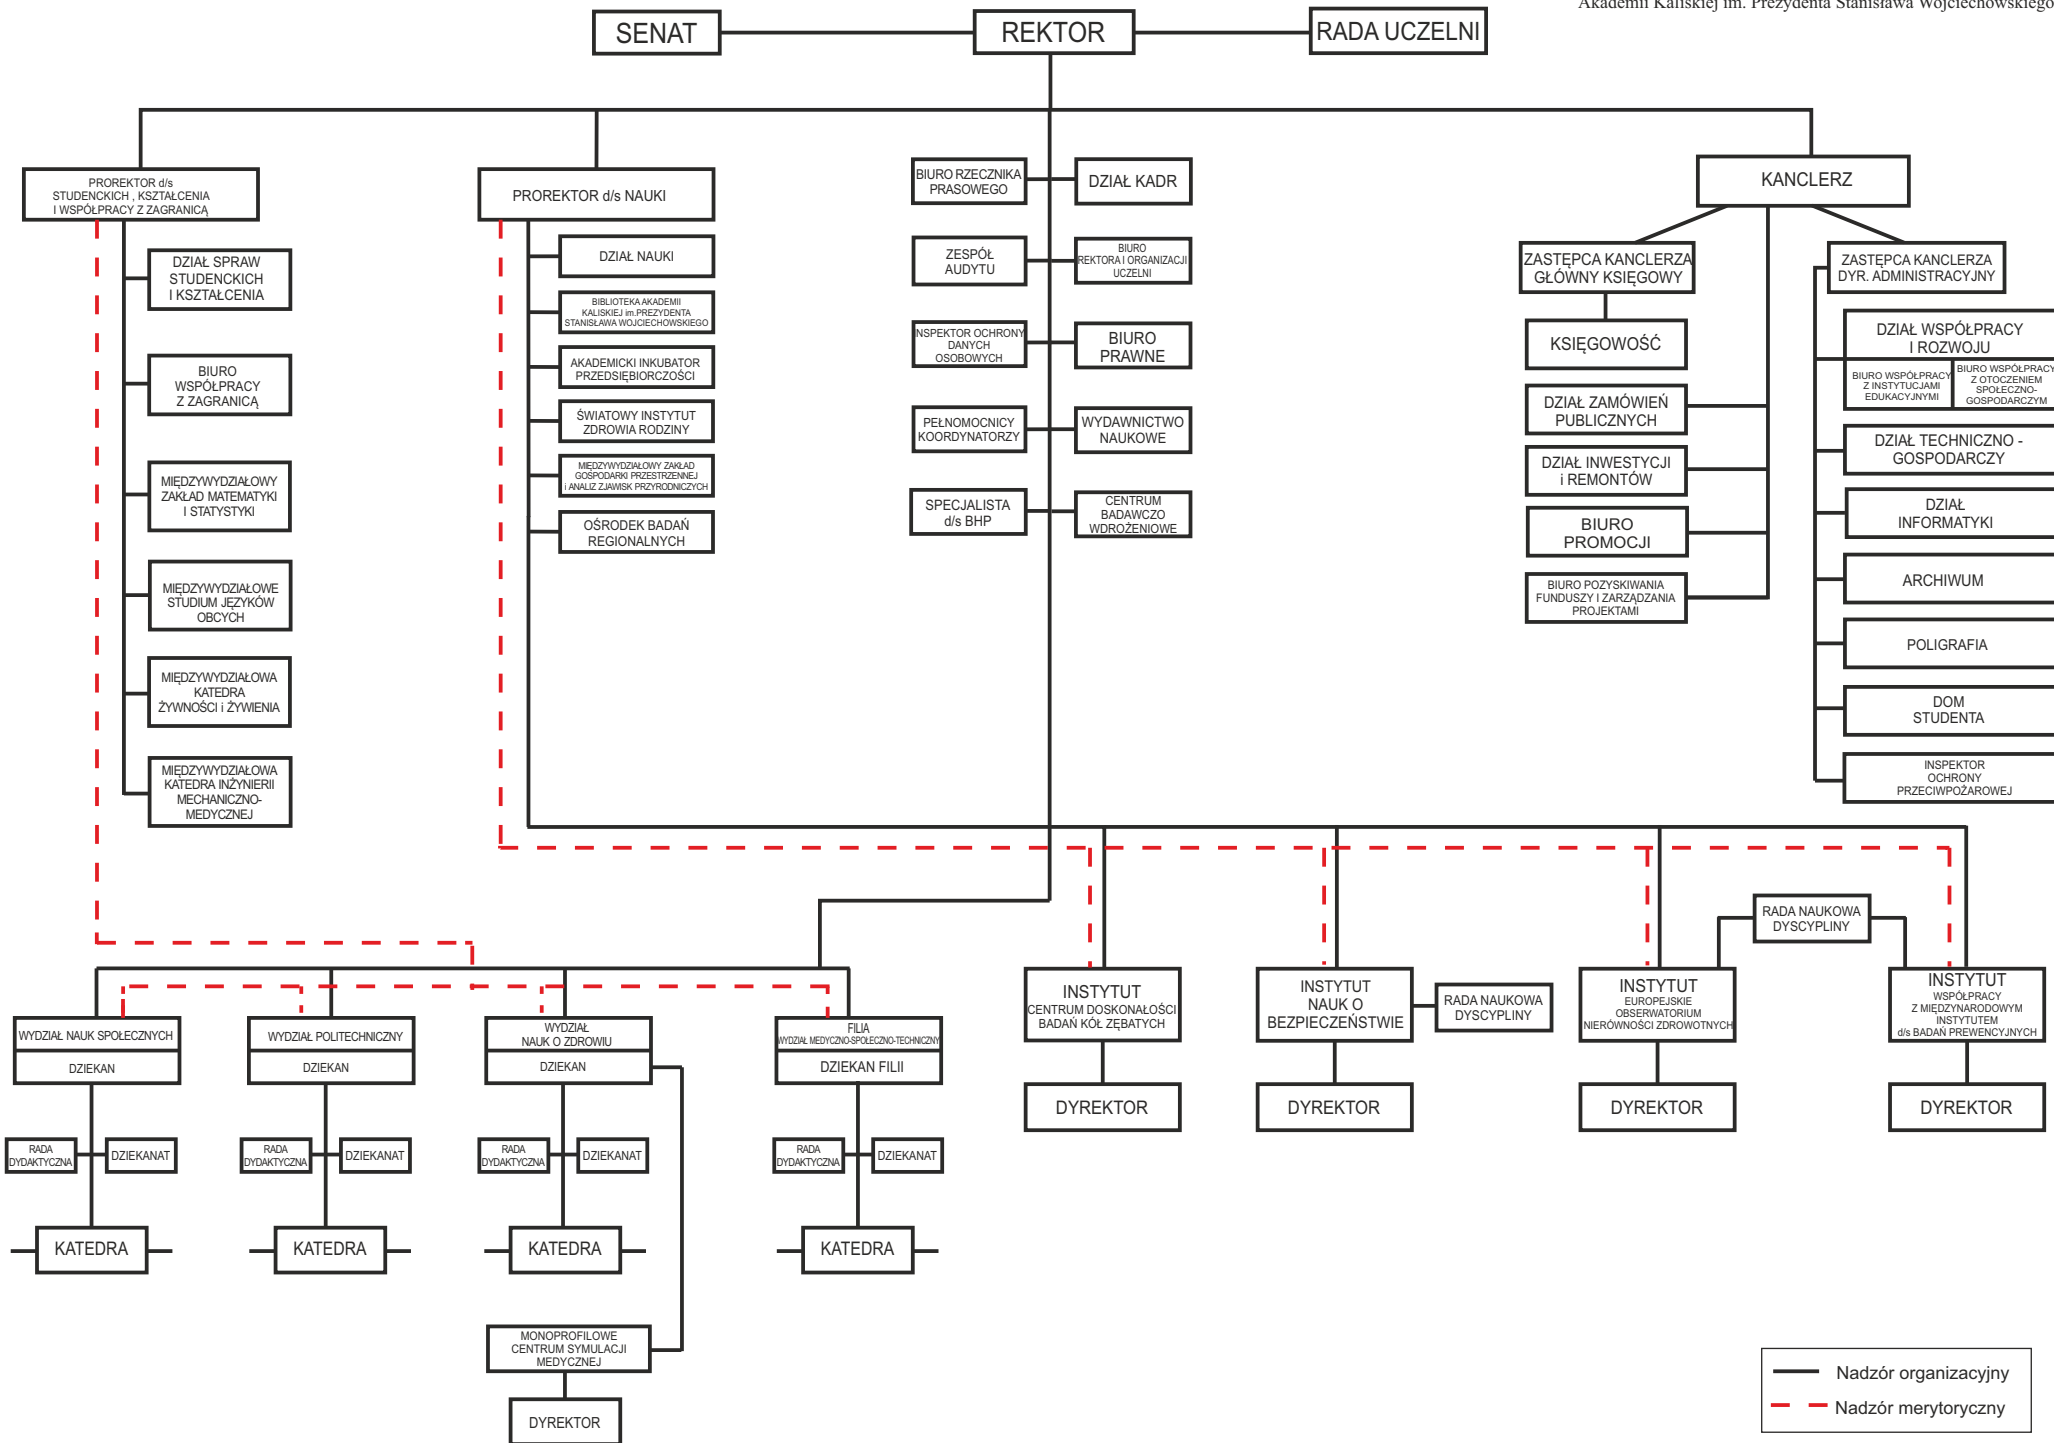 Akademii Kaliskiej im. Prezydenta Stanisława Wojciechowskiego
SENAT
REKTOR
RADA UCZELNI
PROREKTOR d/s
STUDENCKICH , KSZTAŁCENIA
I WSPÓŁPRACY Z ZAGRANICĄ
PROREKTOR d/s NAUKI
BIURO RZECZNIKA
PRASOWEGO
DZIAŁ KADR
KANCLERZ
DZIAŁ SPRAW
STUDENCKICH
I KSZTAŁCENIA
BIURO
WSPÓŁPRACY
Z ZAGRANICĄ
MIĘDZYWYDZIAŁOWY
ZAKŁAD MATEMATYKI
I STATYSTYKI
MIĘDZYWYDZIAŁOWE
STUDIUM JĘZYKÓW
OBCYCH
MIĘDZYWYDZIAŁOWA
KATEDRA
ŻYWNOŚCI i ŻYWIENIA
MIĘDZYWYDZIAŁOWA
KATEDRA INŻYNIERII
MECHANICZNO-
MEDYCZNEJ
DZIAŁ NAUKI
BIBLIOTEKA AKADEMII
KALISKIEJ im.PREZYDENTA
STANISŁAWA WOJCIECHOWSKIEGO
AKADEMICKI INKUBATOR
PRZEDSIĘBIORCZOŚCI
ŚWIATOWY INSTYTUT
ZDROWIA RODZINY
MIĘDZYWYDZIAŁOWY ZAKŁAD
GOSPODARKI PRZESTRZENNEJ
i ANALIZ ZJAWISK PRZYRODNICZYCH
OŚRODEK BADAŃ
REGIONALNYCH
ZESPÓŁ
AUDYTU
BIURO
REKTORA I ORGANIZACJI
UCZELNI
NSPEKTOR OCHRONY
DANYCH
OSOBOWYCH
BIURO
PRAWNE
PEŁNOMOCNICY
KOORDYNATORZY
WYDAWNICTWO
NAUKOWE
SPECJALISTA
d/s BHP
CENTRUM
BADAWCZO
WDROŻENIOWE
ZASTĘPCA KANCLERZA
GŁÓWNY KSIĘGOWY
KSIĘGOWOŚĆ
DZIAŁ ZAMÓWIEŃ
PUBLICZNYCH
DZIAŁ INWESTYCJI
i REMONTÓW
BIURO
PROMOCJI
BIURO POZYSKIWANIA
FUNDUSZY I ZARZĄDZANIA
PROJEKTAMI
ZASTĘPCA KANCLERZA
DYR. ADMINISTRACYJNY
DZIAŁ WSPÓŁPRACY
I ROZWOJU
BIURO WSPÓŁPRACY
Z INSTYTUCJAMI
EDUKACYJNYMI
BIURO WSPÓŁPRACY
Z OTOCZENIEM
SPOŁECZNO-
GOSPODARCZYM
DZIAŁ TECHNICZNO -
GOSPODARCZY
DZIAŁ
INFORMATYKI
ARCHIWUM
POLIGRAFIA
DOM
STUDENTA
INSPEKTOR
OCHRONY
PRZECIWPOŻAROWEJ
WYDZIAŁ NAUK SPOŁECZNYCH
DZIEKAN
RADA
DYDAKTYCZNA
DZIEKANAT
KATEDRA
WYDZIAŁ POLITECHNICZNY
DZIEKAN
RADA
DYDAKTYCZNA
DZIEKANAT
KATEDRA
WYDZIAŁ
NAUK O ZDROWIU
DZIEKAN
RADA
DYDAKTYCZNA
DZIEKANAT
KATEDRA
MONOPROFILOWE
CENTRUM SYMULACJI
MEDYCZNEJ
DYREKTOR
FILIA
WYDZIAŁ MEDYCZNO-SPOŁECZNO-TECHNICZNY
DZIEKAN FILII
RADA
DYDAKTYCZNA
DZIEKANAT
KATEDRA
INSTYTUT
CENTRUM DOSKONAŁOŚCI
BADAŃ KÓŁ ZĘBATYCH
DYREKTOR
INSTYTUT
NAUK O
BEZPIECZEŃSTWIE
RADA NAUKOWA
DYSCYPLINY
DYREKTOR
INSTYTUT
EUROPEJSKIE
OBSERWATORIUM
NIERÓWNOŚCI ZDROWOTNYCH
DYREKTOR
RADA NAUKOWA
DYSCYPLINY
INSTYTUT
WSPÓŁPRACY
Z MIĘDZYNARODOWYM
INSTYTUTEM
d/s BADAŃ PREWENCYJNYCH
DYREKTOR
Nadzór organizacyjny
Nadzór merytoryczny